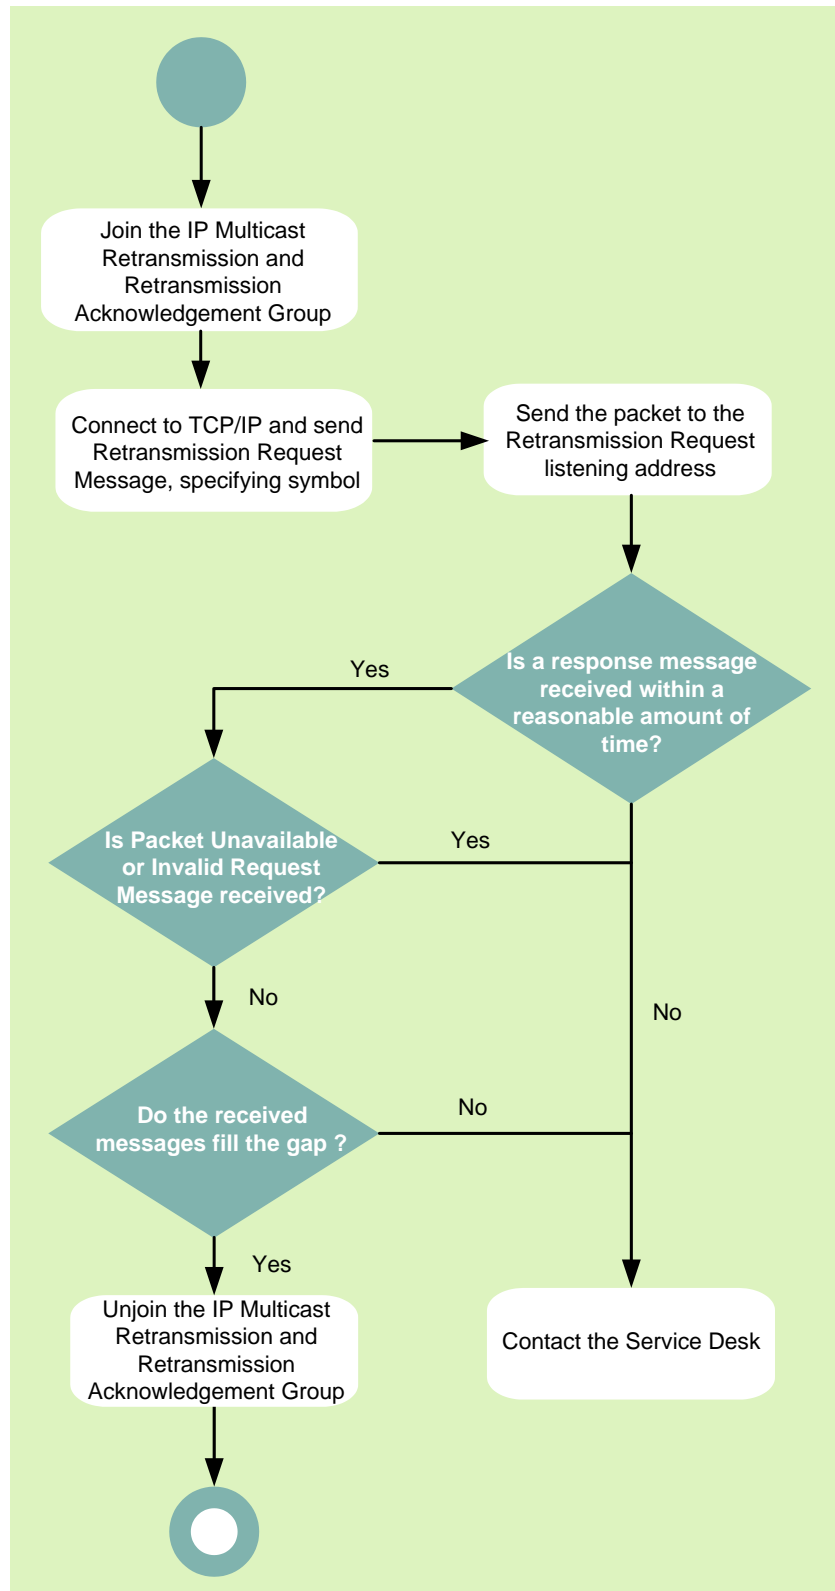 Join the IP Multicast
Retransmission and
Retransmission
Acknowledgement Group
Connect to TCP/IP and send
Retransmission Request
Message, specifying symbol
Send the packet to the
Retransmission Request
listening address
Is a response message
received within a
reasonable amount of
time?
Yes
Is Packet Unavailable
or Invalid Request
Message received?
Yes
No
No
Do the received
messages fill the gap ?
No
Yes
Unjoin the IP Multicast
Retransmission and
Retransmission
Acknowledgement Group
Contact the Service Desk